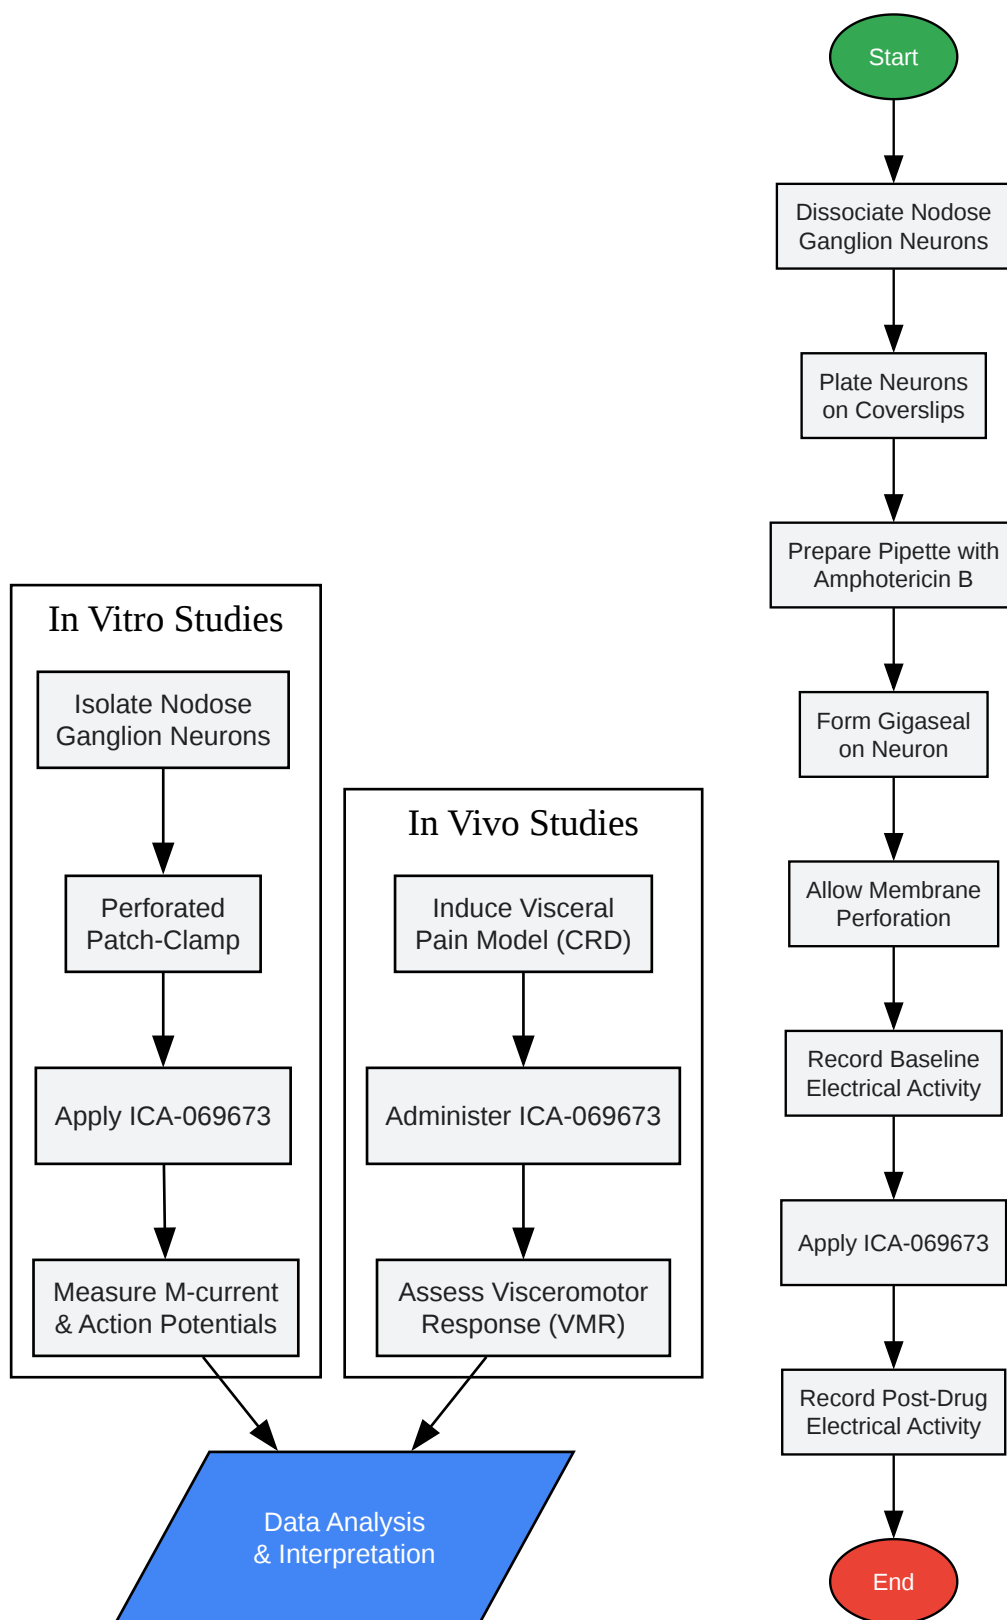 In Vitro Studies
Isolate Nodose
Ganglion Neurons
Perforated
Patch-Clamp
Apply ICA-069673
Measure M-current
& Action Potentials
In Vivo Studies
Induce Visceral
Pain Model (CRD)
Administer ICA-069673
Assess Visceromotor
Response (VMR)
Data Analysis
& Interpretation
Start
Dissociate Nodose
Ganglion Neurons
Plate Neurons
on Coverslips
Prepare Pipette with
Amphotericin B
Form Gigaseal
on Neuron
Allow Membrane
Perforation
Record Baseline
Electrical Activity
Apply ICA-069673
Record Post-Drug
Electrical Activity
End